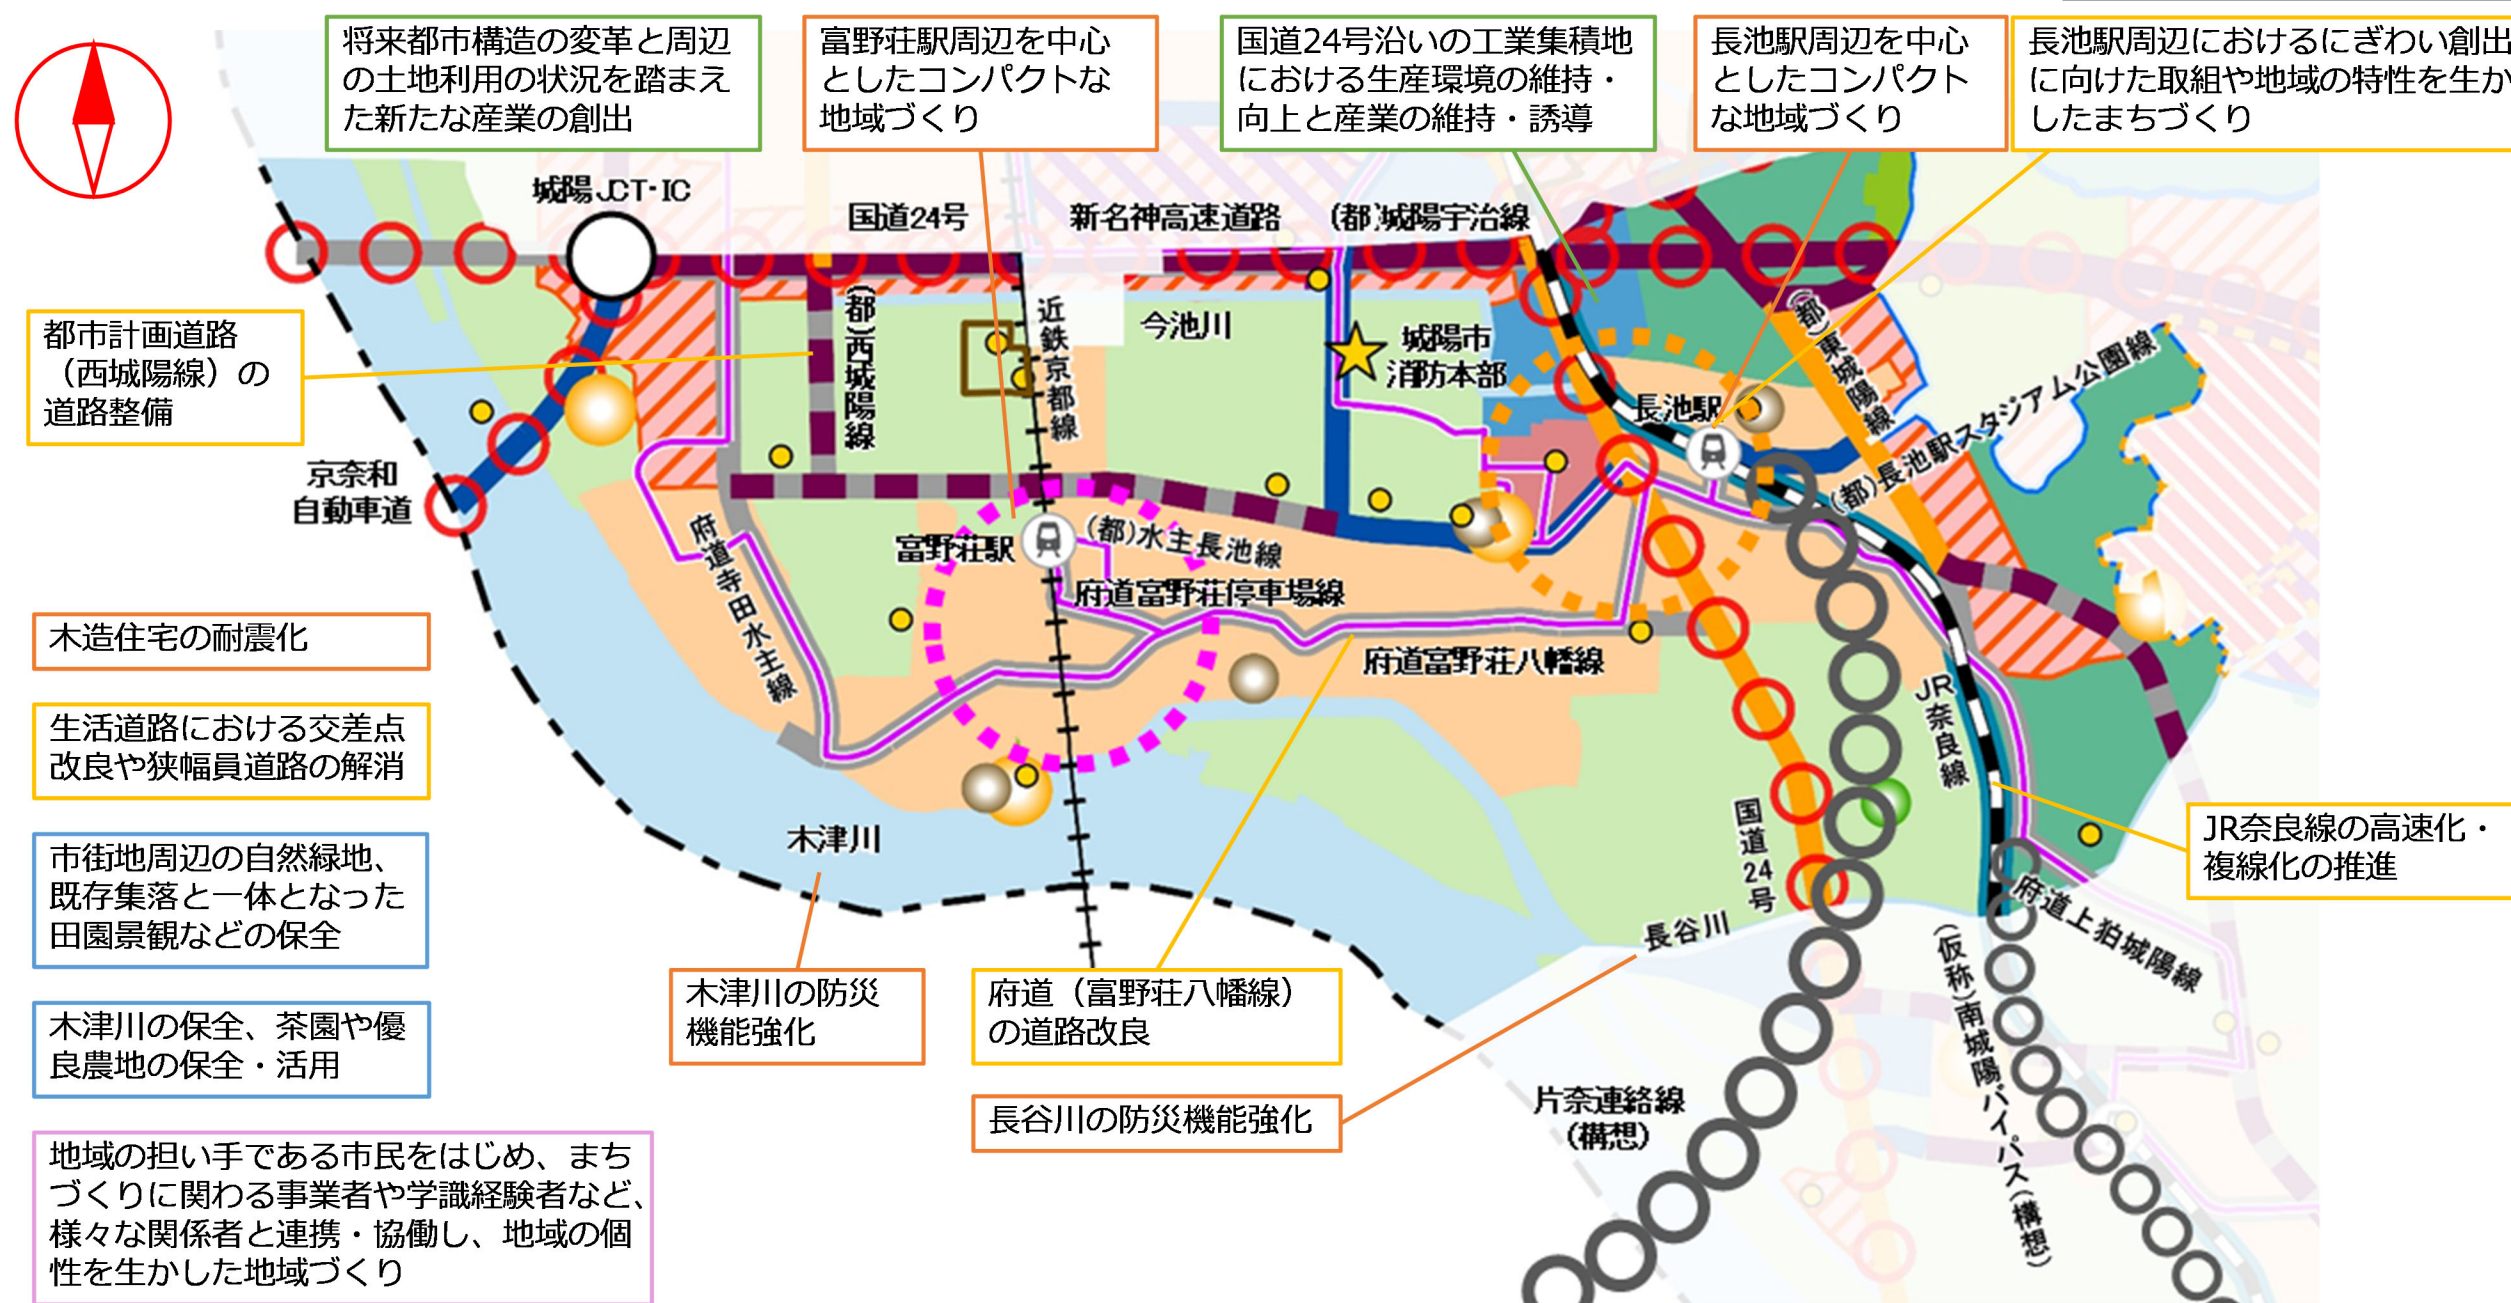 将来都市構造の変革と周辺
の土地利用の状況を踏まえ
た新たな産業の創出
富野荘駅周辺を中心
としたコンパクトな
地域づくり
国道24号沿いの工業集積地
における生産環境の維持・
向上と産業の維持・誘導
長池駅周辺を中心
としたコンパクト
な地域づくり
長池駅周辺におけるにぎわい創出
に向けた取組や地域の特性を生か
したまちづくり
城陽JCT・IC
国道24号
新名神高速道路
(都)城陽宇治線
都市計画道路
（西城陽線）の
道路整備
(都)西城陽線
近鉄京都線
今池川
城陽市
消防本部
長池駅
(都)東城陽線
(都)長池駅スタジアム公園線
京奈和
自動車道
府道寺田水主線
富野荘駅
(都)水主長池線
府道富野荘停車場線
府道富野荘八幡線
JR奈良線
木造住宅の耐震化
生活道路における交差点
改良や狭幅員道路の解消
市街地周辺の自然緑地、
既存集落と一体となった
田園景観などの保全
木津川の保全、茶園や優
良農地の保全・活用
地域の担い手である市民をはじめ、まち
づくりに関わる事業者や学識経験者など、
様々な関係者と連携・協働し、地域の個
性を生かした地域づくり
木津川
国道24号
長谷川
JR奈良線の高速化・
複線化の推進
府道上狛城陽線
(仮称)南城陽バイパス(構想)
木津川の防災
機能強化
府道（富野荘八幡線）
の道路改良
長谷川の防災機能強化
片奈連絡線
(構想)